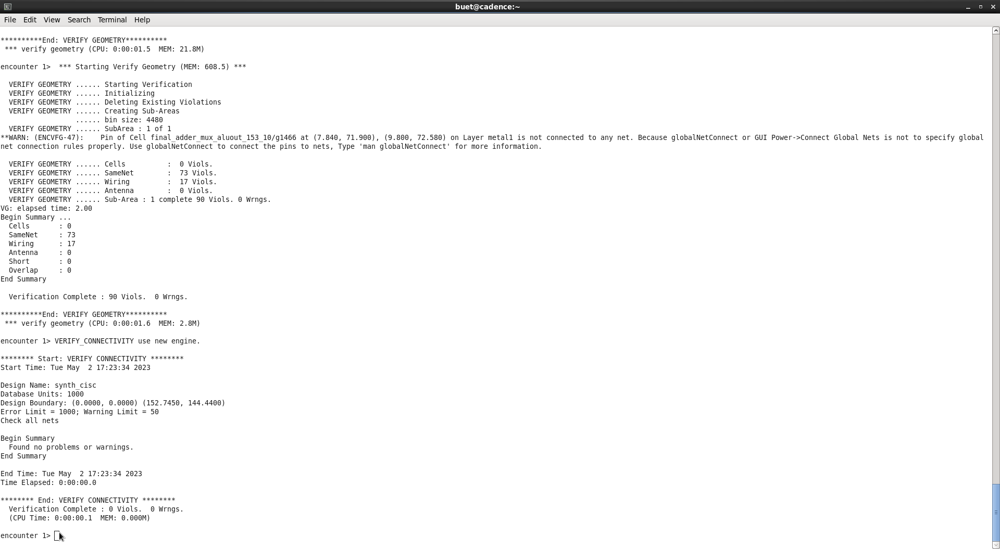 buet@cadence:~
File Edit View Search Terminal Help
**********End: VERIFY GEOMETRY**********
 *** verify geometry (CPU: 0:00:01.5  MEM: 21.8M)
encounter 1>  *** Starting Verify Geometry (MEM: 608.5) ***
  VERIFY GEOMETRY ...... Starting Verification
  VERIFY GEOMETRY ...... Initializing
  VERIFY GEOMETRY ...... Deleting Existing Violations
  VERIFY GEOMETRY ...... Creating Sub-Areas
                  ...... bin size: 4480
  VERIFY GEOMETRY ...... SubArea : 1 of 1
**WARN: (ENCVFG-47):    Pin of Cell final_adder_mux_aluout_153_10/g1466 at (7.840, 71.900), (9.800, 72.580) on Layer metal1 is not connected to any net. Because globalNetConnect or GUI Power->Connect Global Nets is not to specify global
net connection rules properly. Use globalNetConnect to connect the pins to nets, Type 'man globalNetConnect' for more information.
  VERIFY GEOMETRY ...... Cells          :  0 Viols.
  VERIFY GEOMETRY ...... SameNet        :  73 Viols.
  VERIFY GEOMETRY ...... Wiring         :  17 Viols.
  VERIFY GEOMETRY ...... Antenna        :  0 Viols.
  VERIFY GEOMETRY ...... Sub-Area : 1 complete 90 Viols. 0 Wrngs.
VG: elapsed time: 2.00
Begin Summary ...
  Cells       : 0
  SameNet     : 73
  Wiring      : 17
  Antenna     : 0
  Short       : 0
  Overlap     : 0
End Summary
  Verification Complete : 90 Viols.  0 Wrngs.
**********End: VERIFY GEOMETRY**********
 *** verify geometry (CPU: 0:00:01.6  MEM: 2.8M)
encounter 1> VERIFY_CONNECTIVITY use new engine.
******** Start: VERIFY CONNECTIVITY ********
Start Time: Tue May  2 17:23:34 2023
Design Name: synth_cisc
Database Units: 1000
Design Boundary: (0.0000, 0.0000) (152.7450, 144.4400)
Error Limit = 1000; Warning Limit = 50
Check all nets
Begin Summary
  Found no problems or warnings.
End Summary
End Time: Tue May  2 17:23:34 2023
Time Elapsed: 0:00:00.0
******** End: VERIFY CONNECTIVITY ********
  Verification Complete : 0 Viols.  0 Wrngs.
  (CPU Time: 0:00:00.1  MEM: 0.000M)
encounter 1>